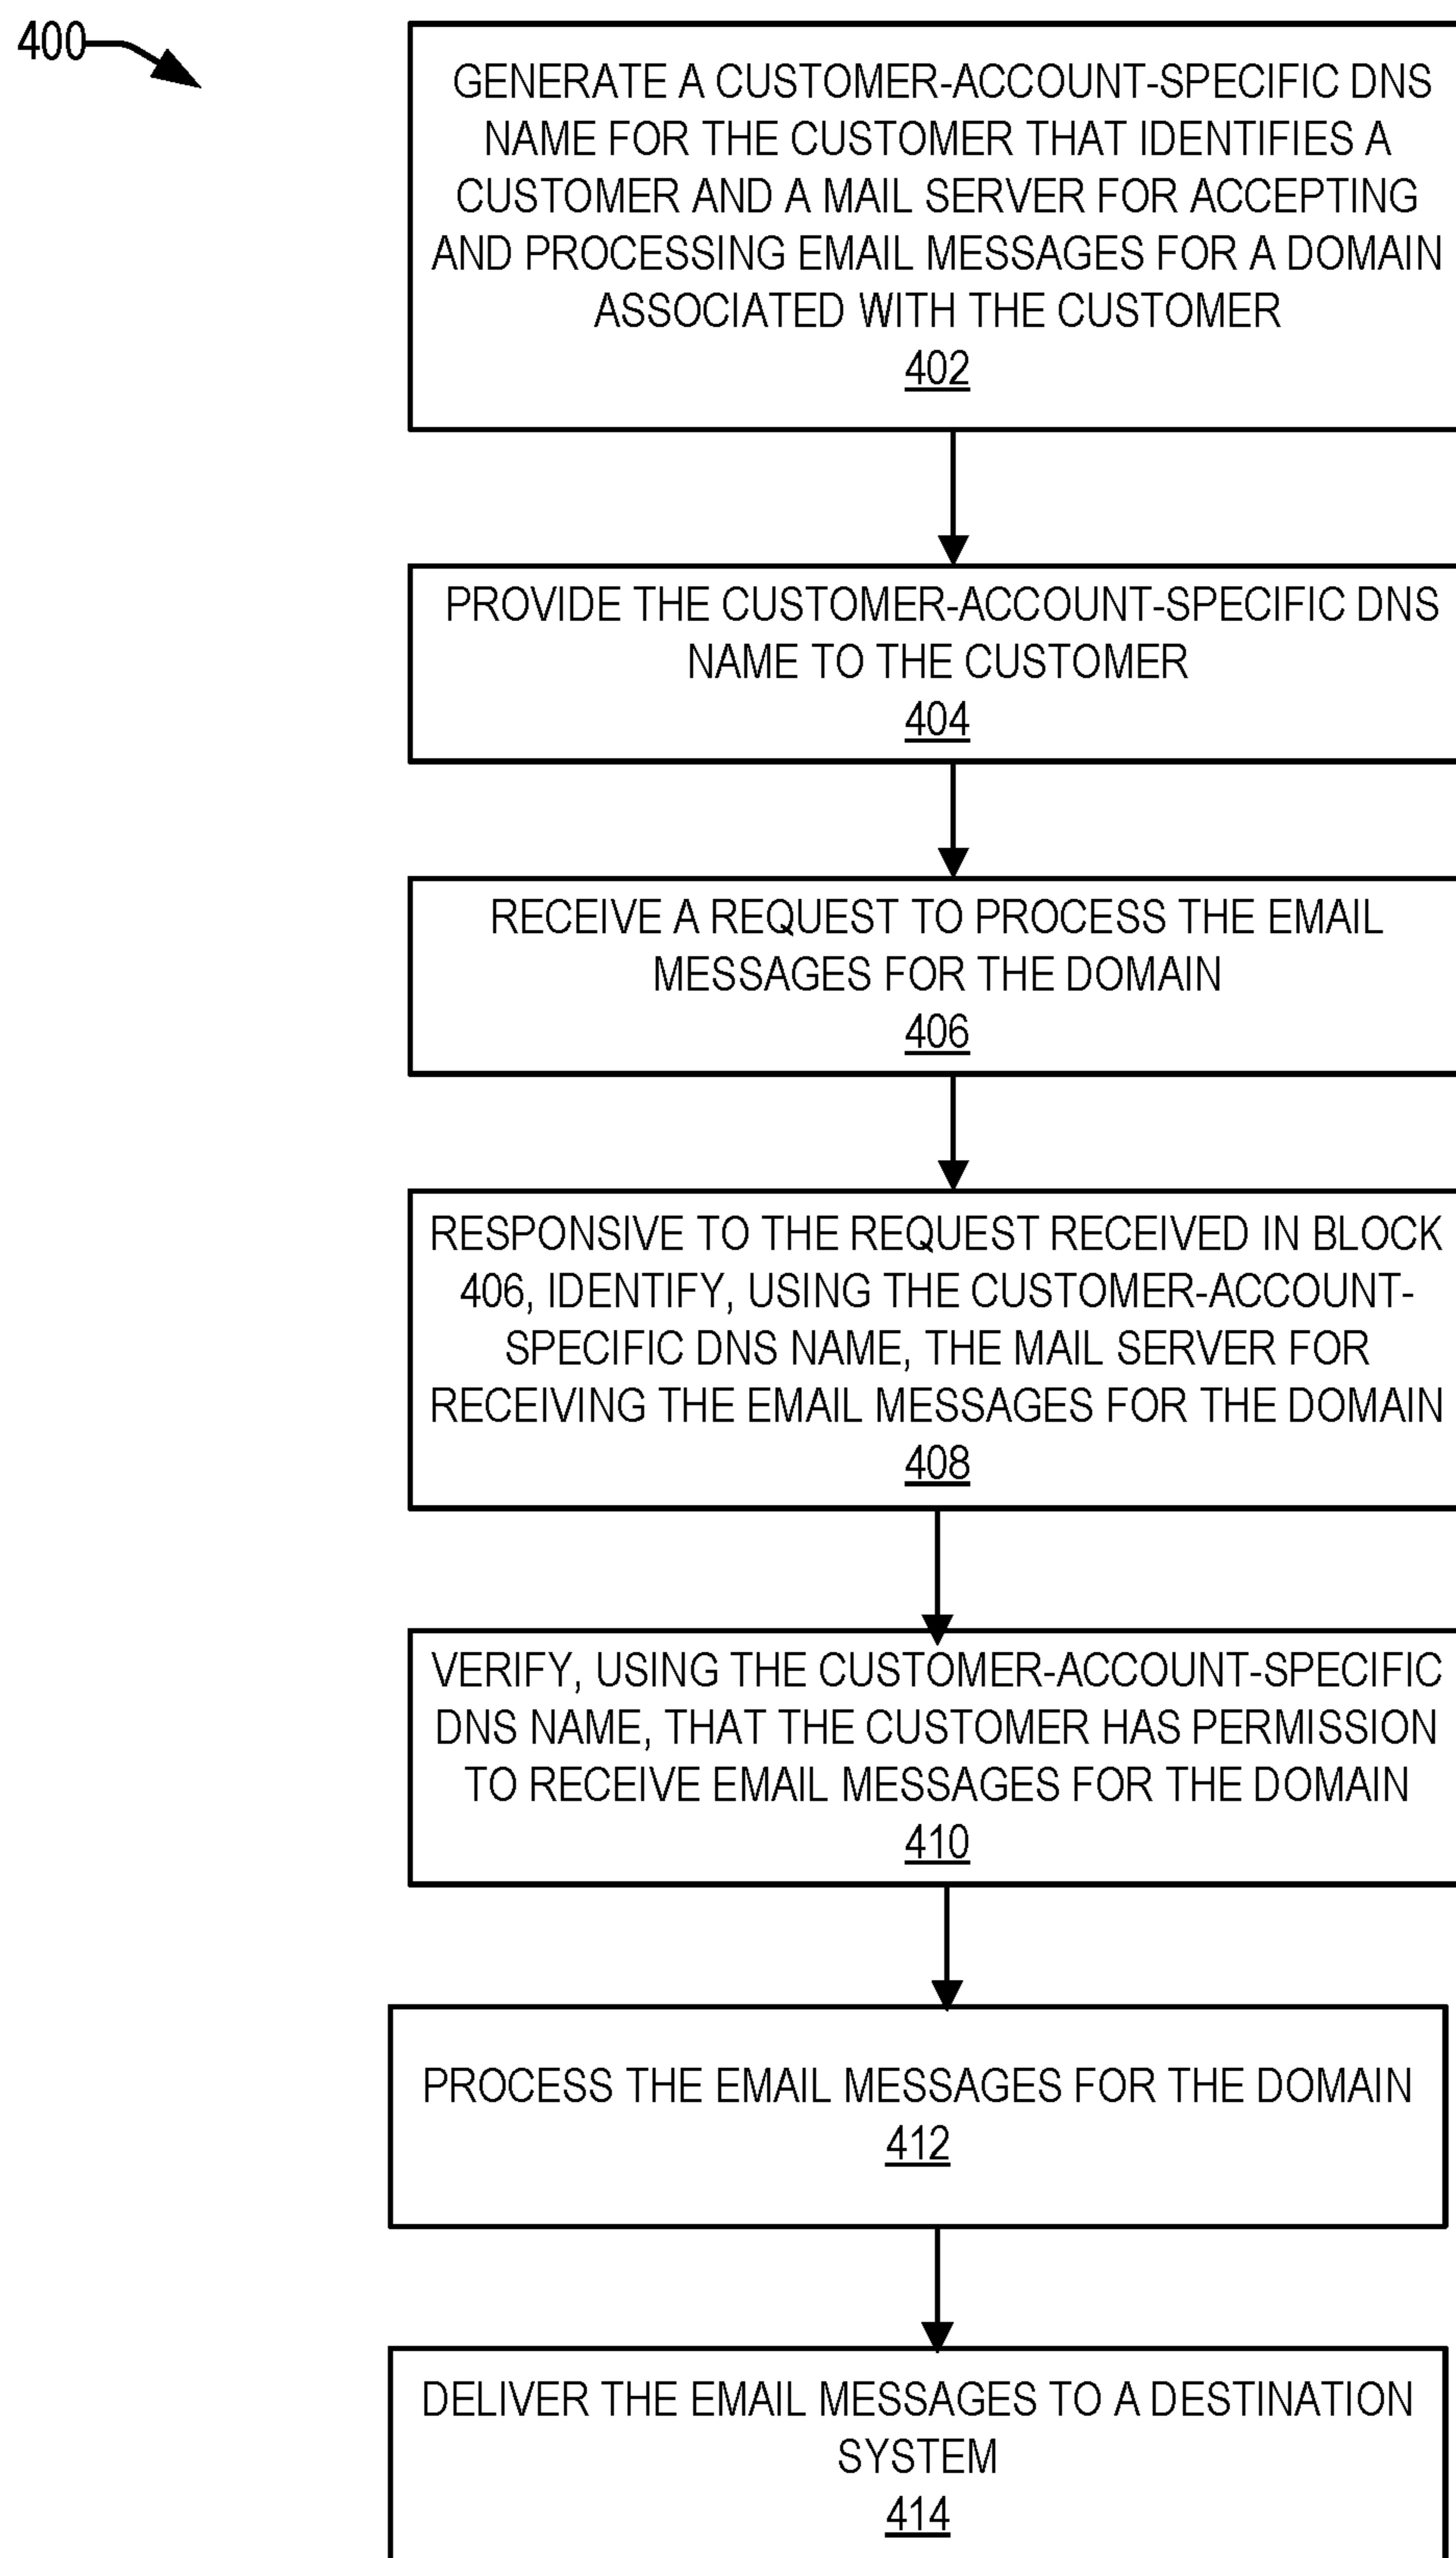 400
GENERATE A CUSTOMER-ACCOUNT-SPECIFIC DNS
NAME FOR THE CUSTOMER THAT IDENTIFIES A
CUSTOMER AND A MAIL SERVER FOR ACCEPTING
AND PROCESSING EMAIL MESSAGES FOR A DOMAIN
ASSOCIATED WITH THE CUSTOMER
402
PROVIDE THE CUSTOMER-ACCOUNT-SPECIFIC DNS
NAME TO THE CUSTOMER
404
RECEIVE A REQUEST TO PROCESS THE EMAIL
MESSAGES FOR THE DOMAIN
406
RESPONSIVE TO THE REQUEST RECEIVED IN BLOCK
406, IDENTIFY, USING THE CUSTOMER-ACCOUNT-
SPECIFIC DNS NAME, THE MAIL SERVER FOR
RECEIVING THE EMAIL MESSAGES FOR THE DOMAIN
408
VERIFY, USING THE CUSTOMER-ACCOUNT-SPECIFIC
DNS NAME, THAT THE CUSTOMER HAS PERMISSION
TO RECEIVE EMAIL MESSAGES FOR THE DOMAIN
410
PROCESS THE EMAIL MESSAGES FOR THE DOMAIN
412
DELIVER THE EMAIL MESSAGES TO A DESTINATION
SYSTEM
414